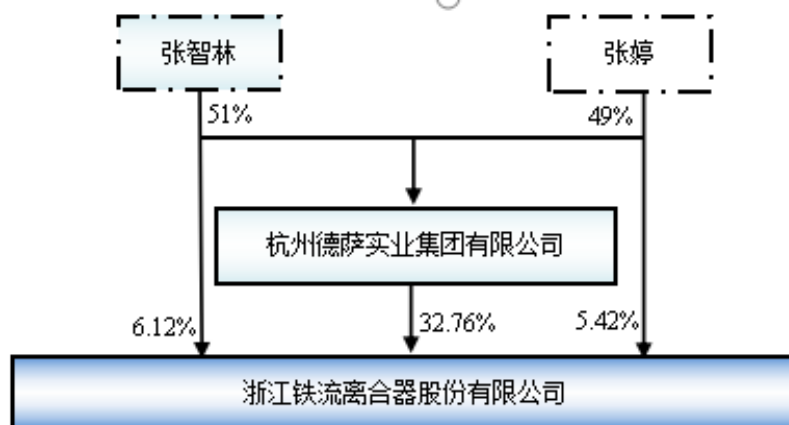 张智林
张婷
51%
49%
杭州德萨实业集团有限公司
6.12%
32.76%
5.42%
浙江铁流离合器股份有限公司